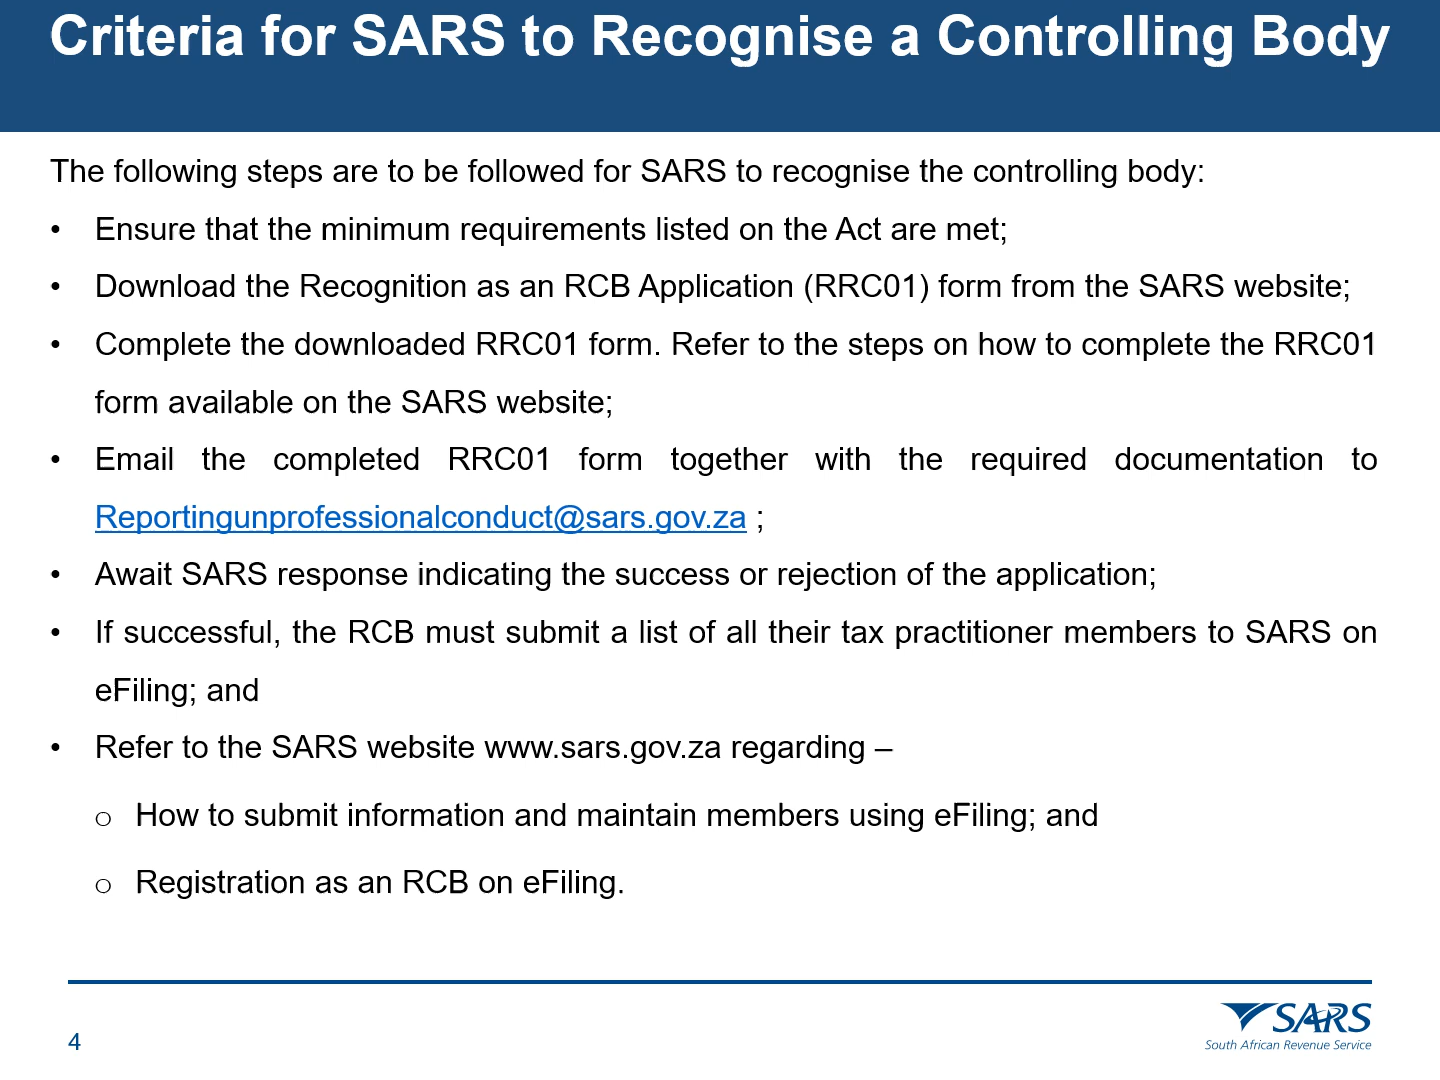 Criteria for SARS to Recognise a Controlling Body
The following steps are to be followed for SARS to recognise the controlling body:
• Ensure that the minimum requirements listed on the Act are met;
• Download the Recognition as an RCB Application (RRC01) form from the SARS website;
• Complete the downloaded RRC01 form. Refer to the steps on how to complete the RRC01
form available on the SARS website;
• Email the completed RRC01 form together with the required documentation to
Reportingunprofessionalconduct@sars.gov.za ;
• Await SARS response indicating the success or rejection of the application;
• If successful, the RCB must submit a list of all their tax practitioner members to SARS on
eFiling; and
• Refer to the SARS website www.sars.gov.za regarding –
o How to submit information and maintain members using eFiling; and
o Registration as an RCB on eFiling.
4
SARS
South African Revenue Service